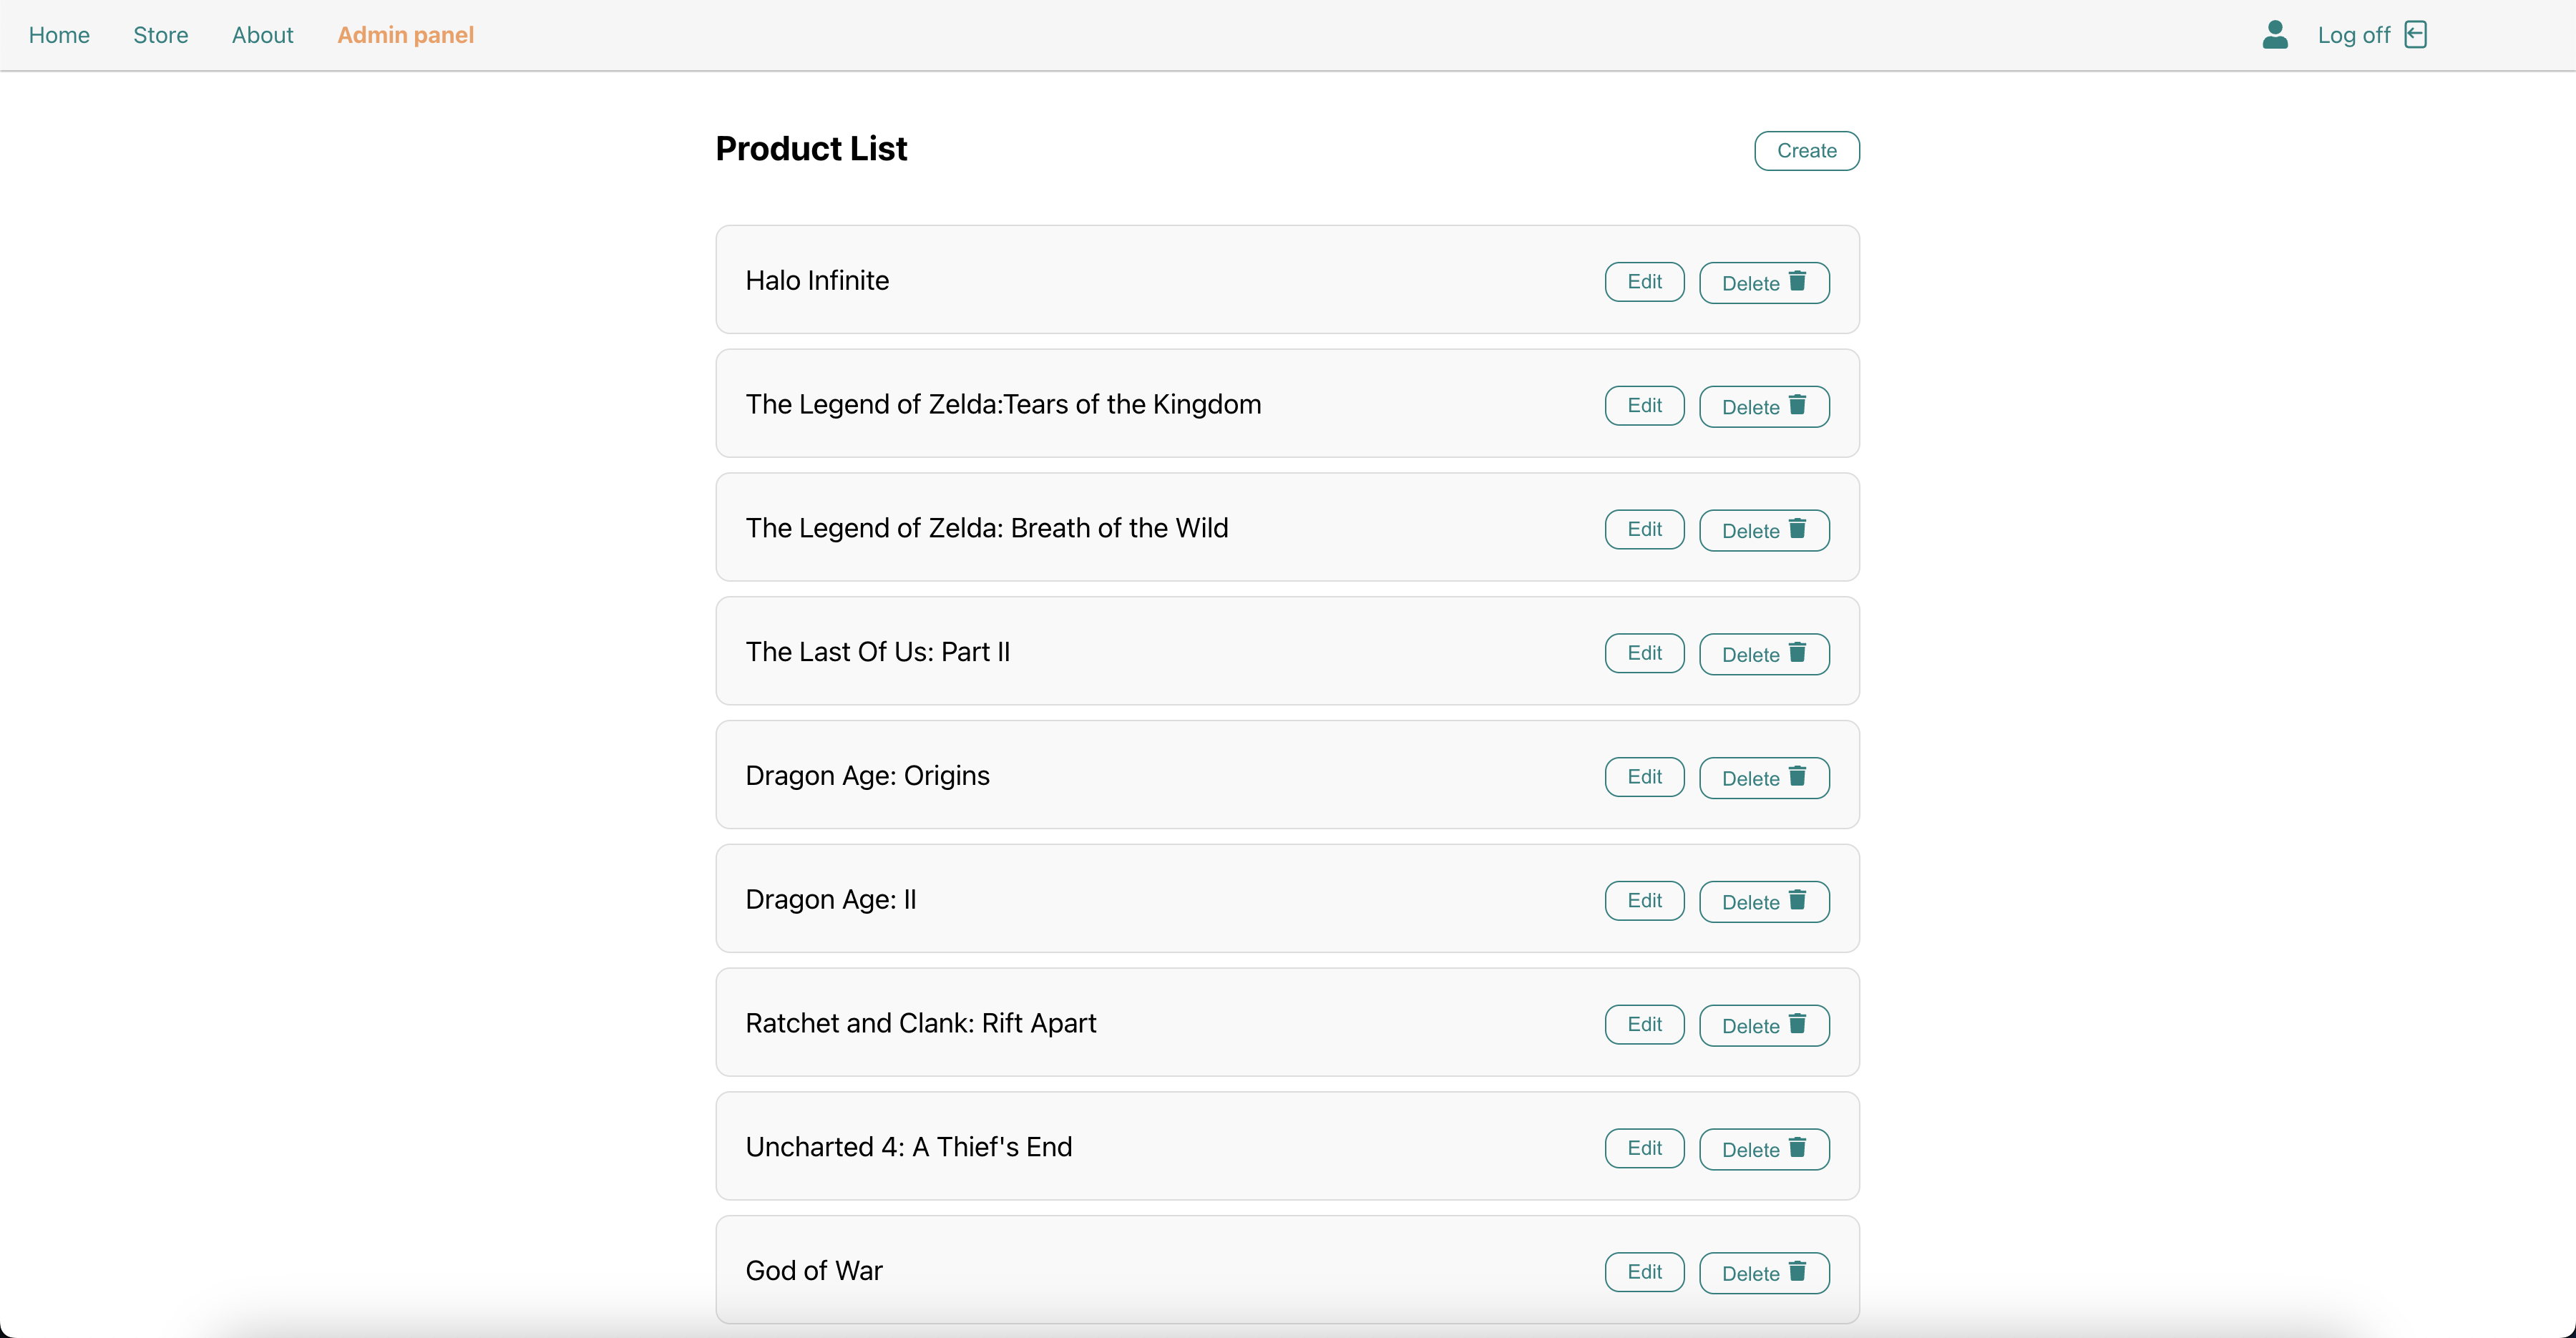 Home Store About Admin panel Log off
Product List Create
Halo Infinite Edit Delete
The Legend of Zelda:Tears of the Kingdom Edit Delete
The Legend of Zelda: Breath of the Wild Edit Delete
The Last Of Us: Part II Edit Delete
Dragon Age: Origins Edit Delete
Dragon Age: II Edit Delete
Ratchet and Clank: Rift Apart Edit Delete
Uncharted 4: A Thief's End Edit Delete
God of War Edit Delete